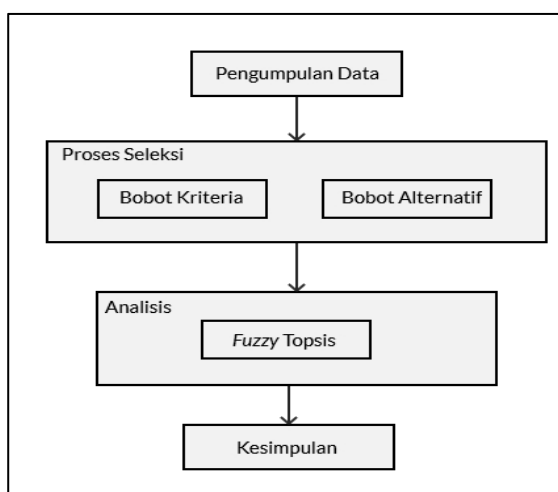 Pengumpulan Data
Proses Seleksi
Bobot Kriteria
Bobot Alternatif
Analisis
Fuzzy Topsis
Kesimpulan